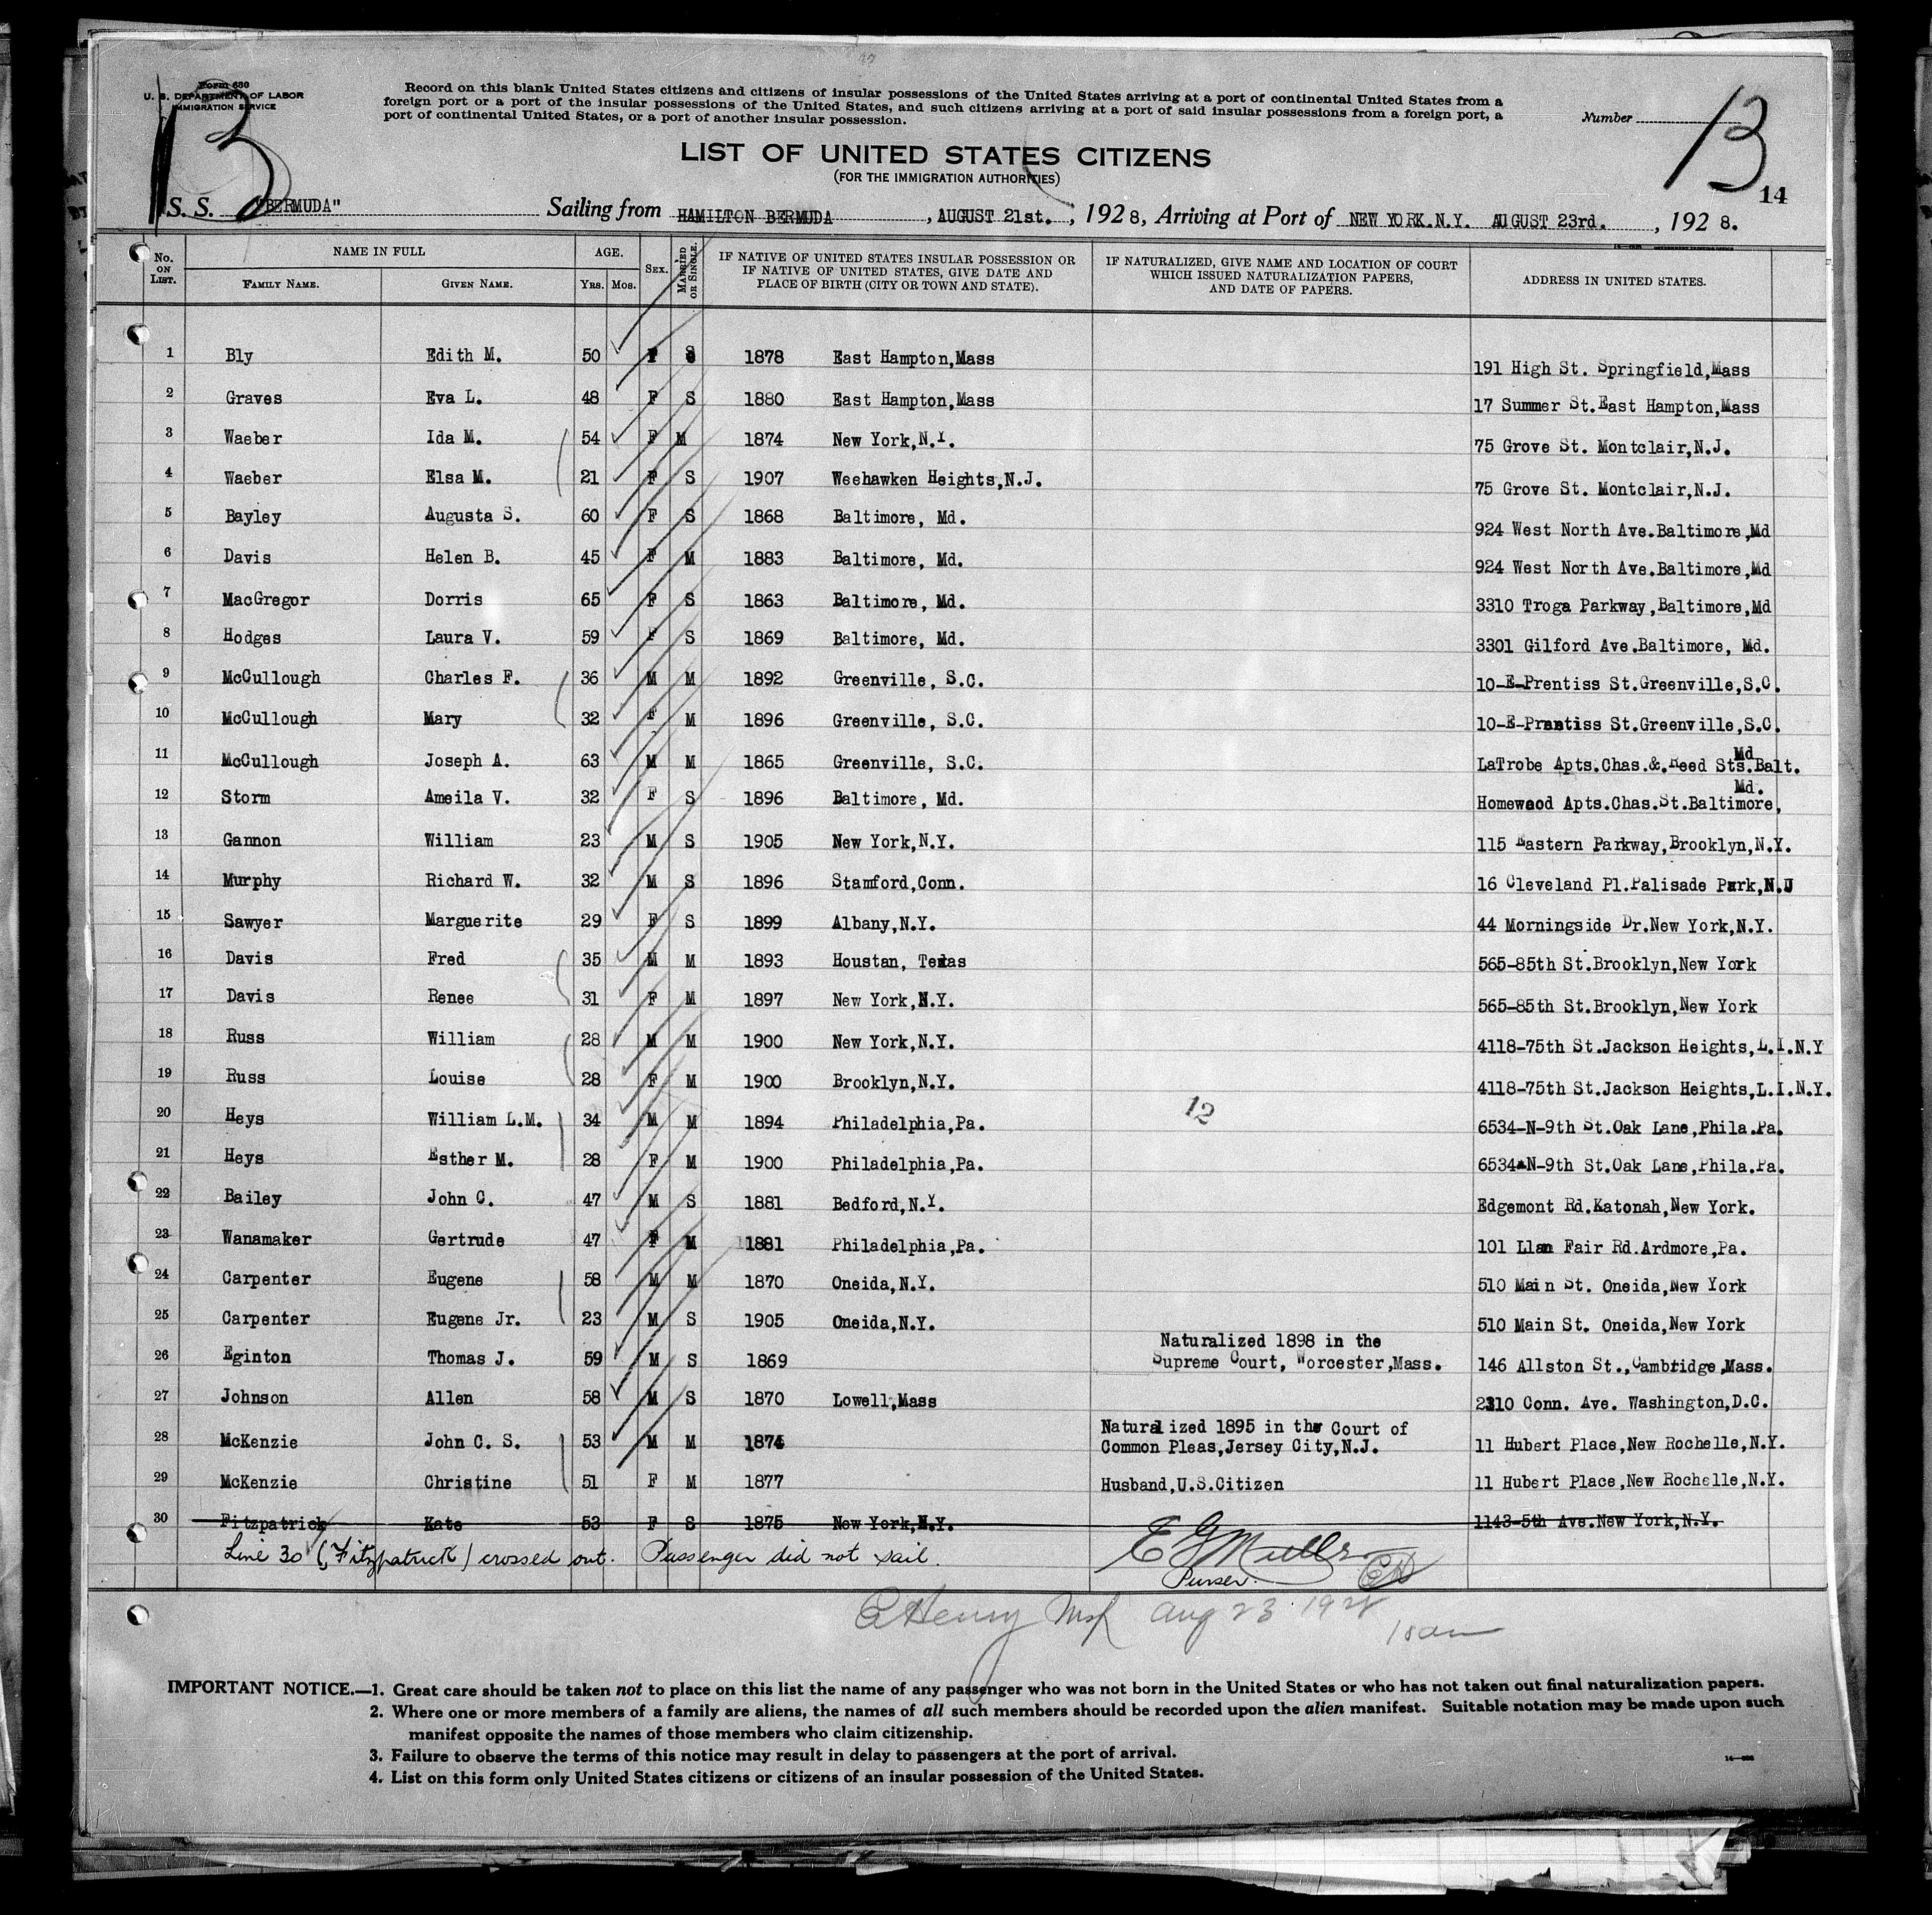 Form 630
U. S. DEPARTMENT OF LABOR
IMMIGRATION SERVICE
Record on this blank United States citizens and citizens of insular possessions of the United States arriving at a port of continental United States from a
foreign port or a port of the insular possessions of the United States, and such citizens arriving at a port of said insular possessions from a foreign port, a
port of continental United States, or a port of another insular possession.
Number
13
13
LIST OF UNITED STATES CITIZENS
(FOR THE IMMIGRATION AUTHORITIES)
14
S. S. "BERMUDA" Sailing from HAMILTON BERMUDA, AUGUST 21st., 1928, Arriving at Port of NEW YORK.N.Y. AUGUST 23rd., 1928.
No. ON LIST. NAME IN FULL AGE. SEX. MARRIED OR SINGLE. IF NATIVE OF UNITED STATES INSULAR POSSESSION OR IF NATIVE OF UNITED STATES, GIVE DATE AND PLACE OF BIRTH (CITY OR TOWN AND STATE). IF NATURALIZED, GIVE NAME AND LOCATION OF COURT WHICH ISSUED NATURALIZATION PAPERS, AND DATE OF PAPERS. ADDRESS IN UNITED STATES.
FAMILY NAME. GIVEN NAME. Yrs. Mos.
1 Bly Edith M. 50 F S 1878 East Hampton,Mass 191 High St. Springfield,Mass
2 Graves Eva L. 48 F S 1880 East Hampton,Mass 17 Summer St.East Hampton,Mass
3 Waeber Ida M. 54 F M 1874 New York,N.Y. 75 Grove St. Montclair,N.J.
4 Waeber Elsa M. 21 F S 1907 Weehawken Heights,N.J. 75 Grove St. Montclair,N.J.
5 Bayley Augusta S. 60 F S 1868 Baltimore, Md. 924 West North Ave.Baltimore,Md
6 Davis Helen B. 45 F M 1883 Baltimore, Md. 924 West North Ave.Baltimore,Md
7 MacGregor Dorris 65 F S 1863 Baltimore, Md. 3310 Troga Parkway,Baltimore,Md
8 Hodges Laura V. 59 F S 1869 Baltimore, Md. 3301 Gilford Ave.Baltimore, Md.
9 McCullough Charles F. 36 M M 1892 Greenville, S.C. 10-E-Prentiss St.Greenville,S.C.
10 McCullough Mary 32 F M 1896 Greenville, S.C. 10-E-Prentiss St.Greenville,S.C.
11 McCullough Joseph A. 63 M M 1865 Greenville, S.C. LaTrobe Apts.Chas.&.Reed Sts.Balt. Md
12 Storm Ameila V. 32 F S 1896 Baltimore, Md. Homewood Apts.Chas.St.Baltimore, Md.
13 Gannon William 23 M S 1905 New York,N.Y. 115 Eastern Parkway,Brooklyn,N.Y.
14 Murphy Richard W. 32 M S 1896 Stamford,Conn. 16 Cleveland Pl.Palisade Park,N.J
15 Sawyer Marguerite 29 F S 1899 Albany,N.Y. 44 Morningside Dr.New York,N.Y.
16 Davis Fred 35 M M 1893 Houstan, Texas 565-85th St.Brooklyn,New York
17 Davis Renee 31 F M 1897 New York,N.Y. 565-85th St.Brooklyn,New York
18 Russ William 28 M M 1900 New York,N.Y. 4118-75th St.Jackson Heights,L.I.N.Y
19 Russ Louise 28 F M 1900 Brooklyn,N.Y. 4118-75th St.Jackson Heights,L.I.N.Y.
12
20 Heys William L.M. 34 M M 1894 Philadelphia,Pa. 6534-N-9th St.Oak Lane,Phila.Pa.
21 Heys Esther M. 28 F M 1900 Philadelphia,Pa. 6534-N-9th St.Oak Lane,Phila.Pa.
22 Bailey John C. 47 M S 1881 Bedford,N.Y. Edgemont Rd.Katonah,New York.
23 Wanamaker Gertrude 47 F M 1881 Philadelphia,Pa. 101 Llan Fair Rd.Ardmore,Pa.
24 Carpenter Eugene 58 M M 1870 Oneida,N.Y. 510 Main St. Oneida,New York
25 Carpenter Eugene Jr. 23 M S 1905 Oneida,N.Y. 510 Main St. Oneida,New York
26 Eginton Thomas J. 59 M S 1869 Naturalized 1898 in the Supreme Court, Worcester,Mass. 146 Allston St.,Cambridge,Mass.
27 Johnson Allen 58 M S 1870 Lowell,Mass 2310 Conn. Ave. Washington,D.C.
28 McKenzie John C. S. 53 M M 1875 Naturalized 1895 in the Court of Common Pleas,Jersey City,N.J. 11 Hubert Place,New Rochelle,N.Y.
29 McKenzie Christine 51 F M 1877 Husband,U.S.Citizen 11 Hubert Place,New Rochelle,N.Y.
30 Fitzpatrick Kate 53 F S 1875 New York,N.Y. 1143-5th Ave.New York,N.Y.
Line 30 (Fitzpatrick) crossed out. Passenger did not sail.
Purser.
Henry Aug 23 1928
IMPORTANT NOTICE.—1. Great care should be taken not to place on this list the name of any passenger who was not born in the United States or who has not taken out final naturalization papers.
2. Where one or more members of a family are aliens, the names of all such members should be recorded upon the alien manifest. Suitable notation may be made upon such
manifest opposite the names of those members who claim citizenship.
3. Failure to observe the terms of this notice may result in delay to passengers at the port of arrival.
4. List on this form only United States citizens or citizens of an insular possession of the United States.